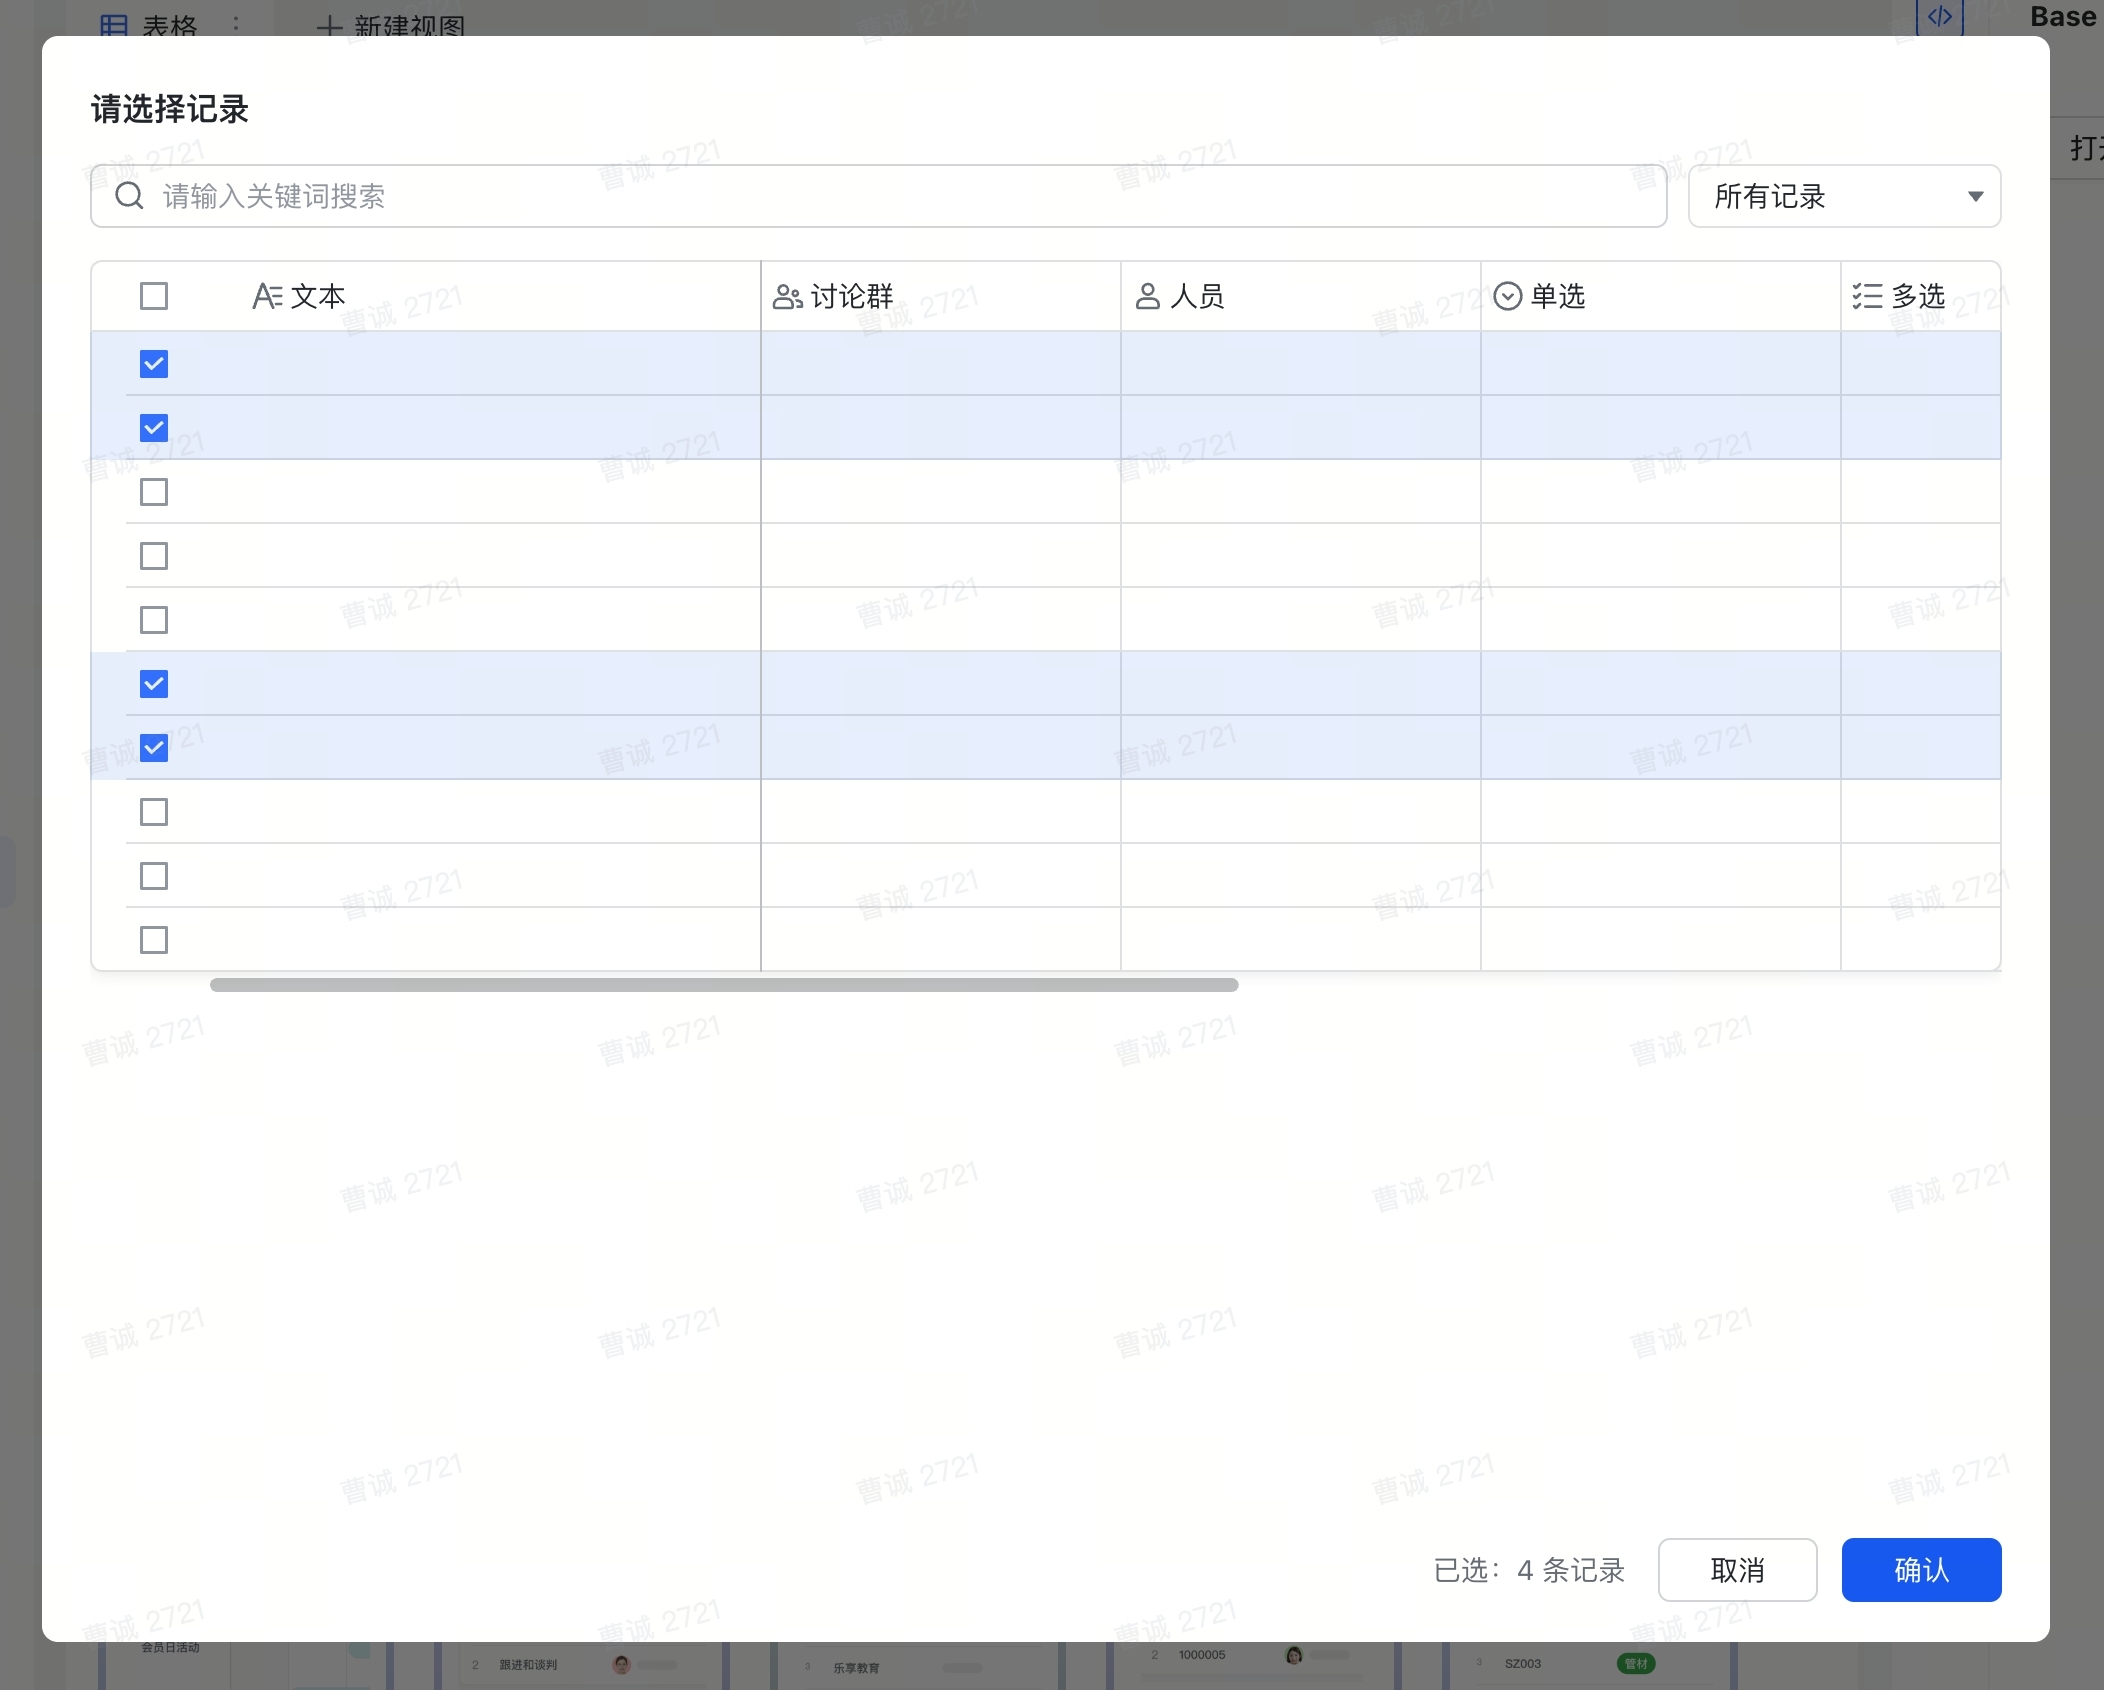 表格 新建视图 Base
请选择记录
打
请输入关键词搜索 所有记录
文本 讨论群 人员 单选 多选
曹诚 2721
已选：4 条记录 取消 确认
会员日活动
2 跟进和谈判
3 乐享教育
2 1000005
3 SZ003 管材